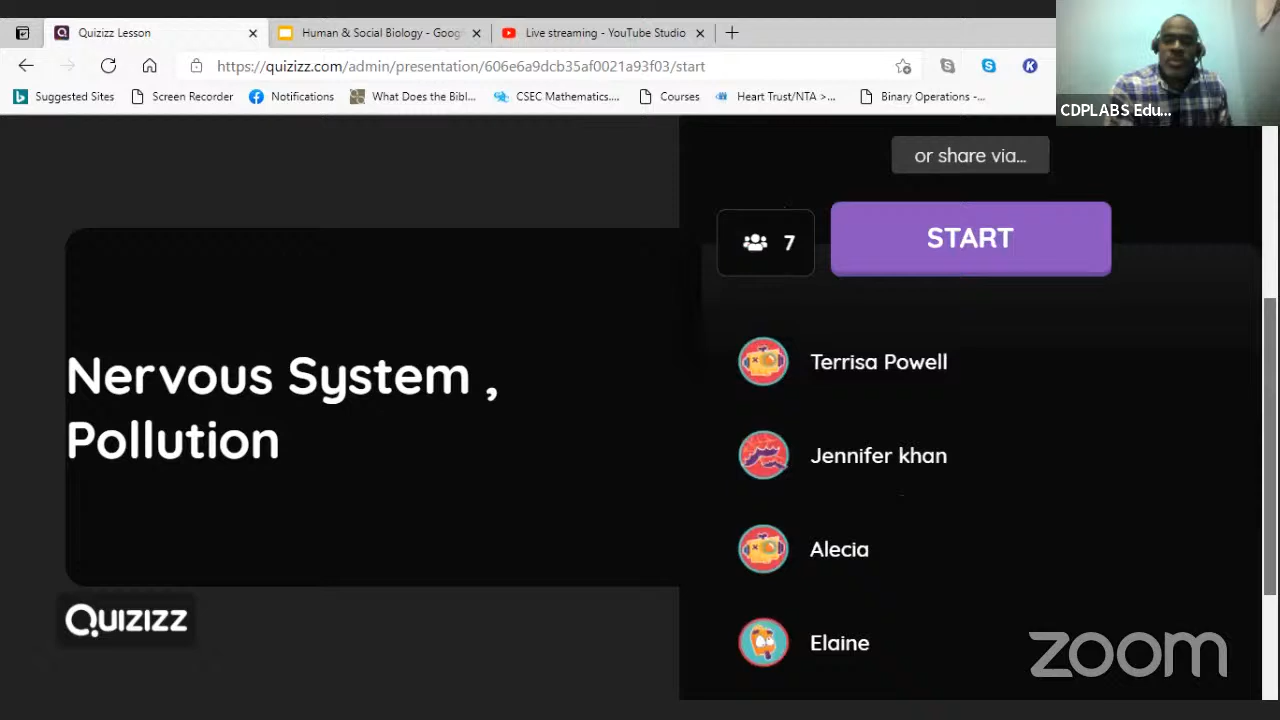 Quizizz Lesson
Human & Social Biology - Goog
Live streaming - YouTube Studio
https://quizizz.com/admin/presentation/606e6a9dcb35af0021a93f03/start
Suggested Sites
Screen Recorder
Notifications
What Does the Bibl...
CSEC Mathematics....
Courses
Heart Trust/NTA >...
Binary Operations -...
CDPLABS Edu...
or share via...
7
START
Nervous System ,
Pollution
Terrisa Powell
Jennifer khan
Alecia
Elaine
QUIZIZZ
zoom